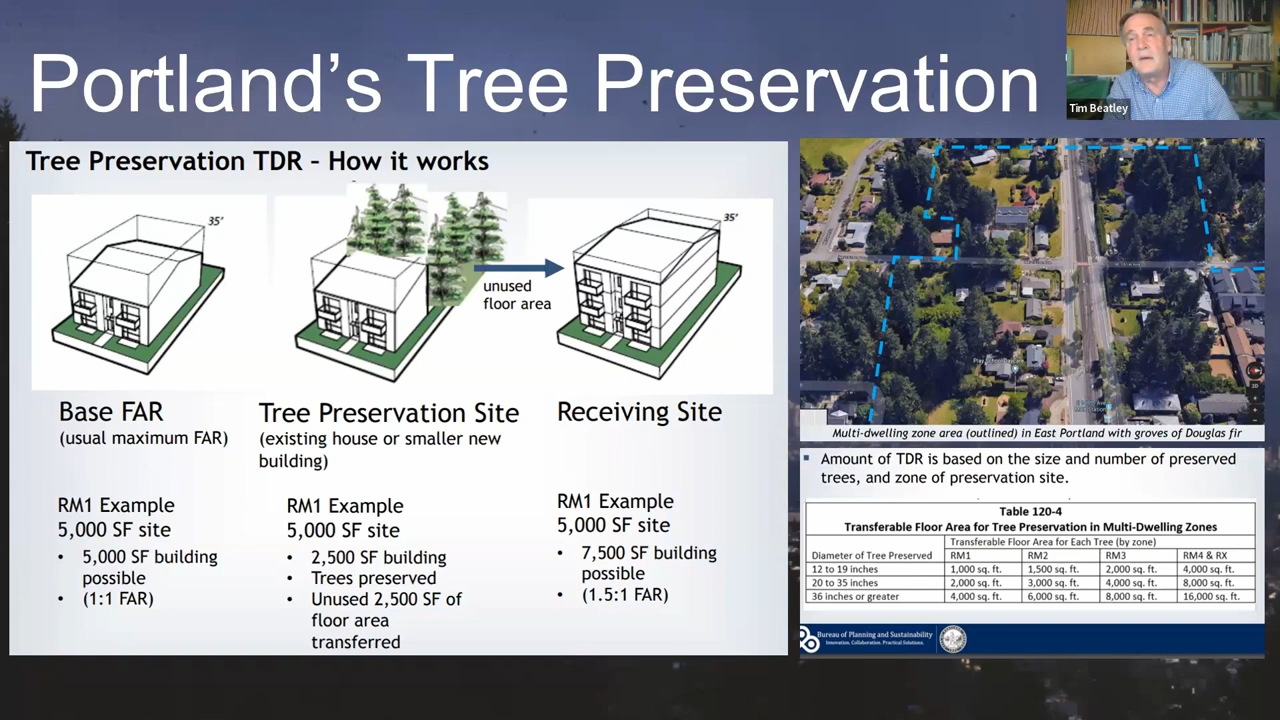 Portland's Tree Preservation
Tim Beatley
Tree Preservation TDR – How it works
35'
35'
unused
floor area
Base FAR
(usual maximum FAR)
Tree Preservation Site
(existing house or smaller new
building)
Receiving Site
RM1 Example
5,000 SF site
• 5,000 SF building
possible
• (1:1 FAR)
RM1 Example
5,000 SF site
• 2,500 SF building
• Trees preserved
• Unused 2,500 SF of
floor area
transferred
RM1 Example
5,000 SF site
• 7,500 SF building
possible
• (1.5:1 FAR)
Multi-dwelling zone area (outlined) in East Portland with groves of Douglas fir
Amount of TDR is based on the size and number of preserved
trees, and zone of preservation site.
Table 120-4
Transferable Floor Area for Tree Preservation in Multi-Dwelling Zones
Transferable Floor Area for Each Tree (by zone)
Diameter of Tree Preserved RM1 RM2 RM3 RM4 & RX
12 to 19 inches 1,000 sq. ft. 1,500 sq. ft. 2,000 sq. ft. 4,000 sq. ft.
20 to 35 inches 2,000 sq. ft. 3,000 sq. ft. 4,000 sq. ft. 8,000 sq. ft.
36 inches or greater 4,000 sq. ft. 6,000 sq. ft. 8,000 sq. ft. 16,000 sq. ft.
Bureau of Planning and Sustainability
Innovation. Collaboration. Practical Solutions.